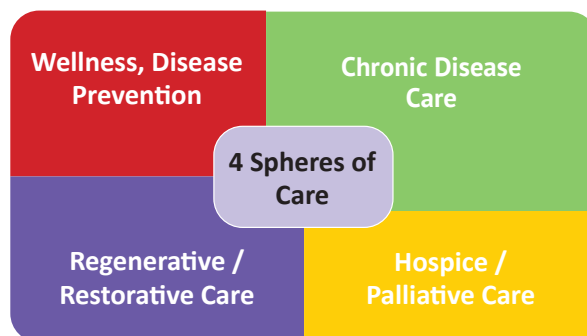 Wellness, Disease
Prevention
Chronic Disease
Care
4 Spheres of
Care
Regenerative /
Restorative Care
Hospice /
Palliative Care